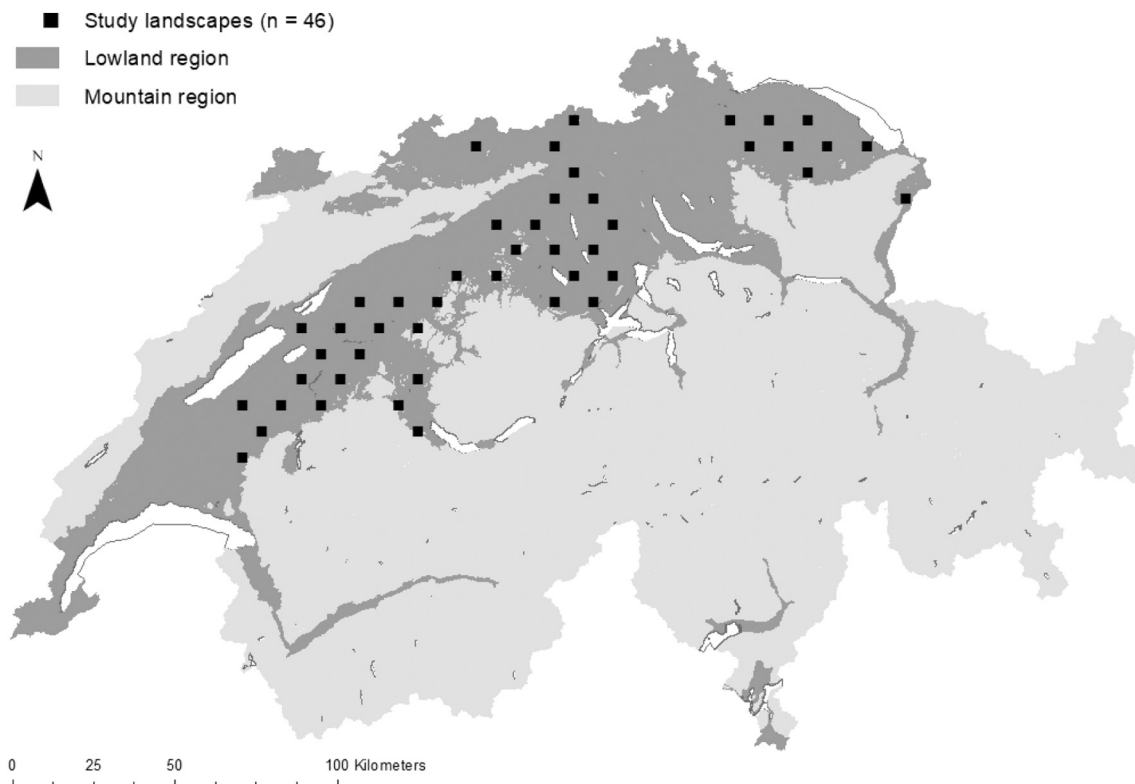 Study landscapes (n = 46)
Lowland region
Mountain region
N
0 25 50 100 Kilometers